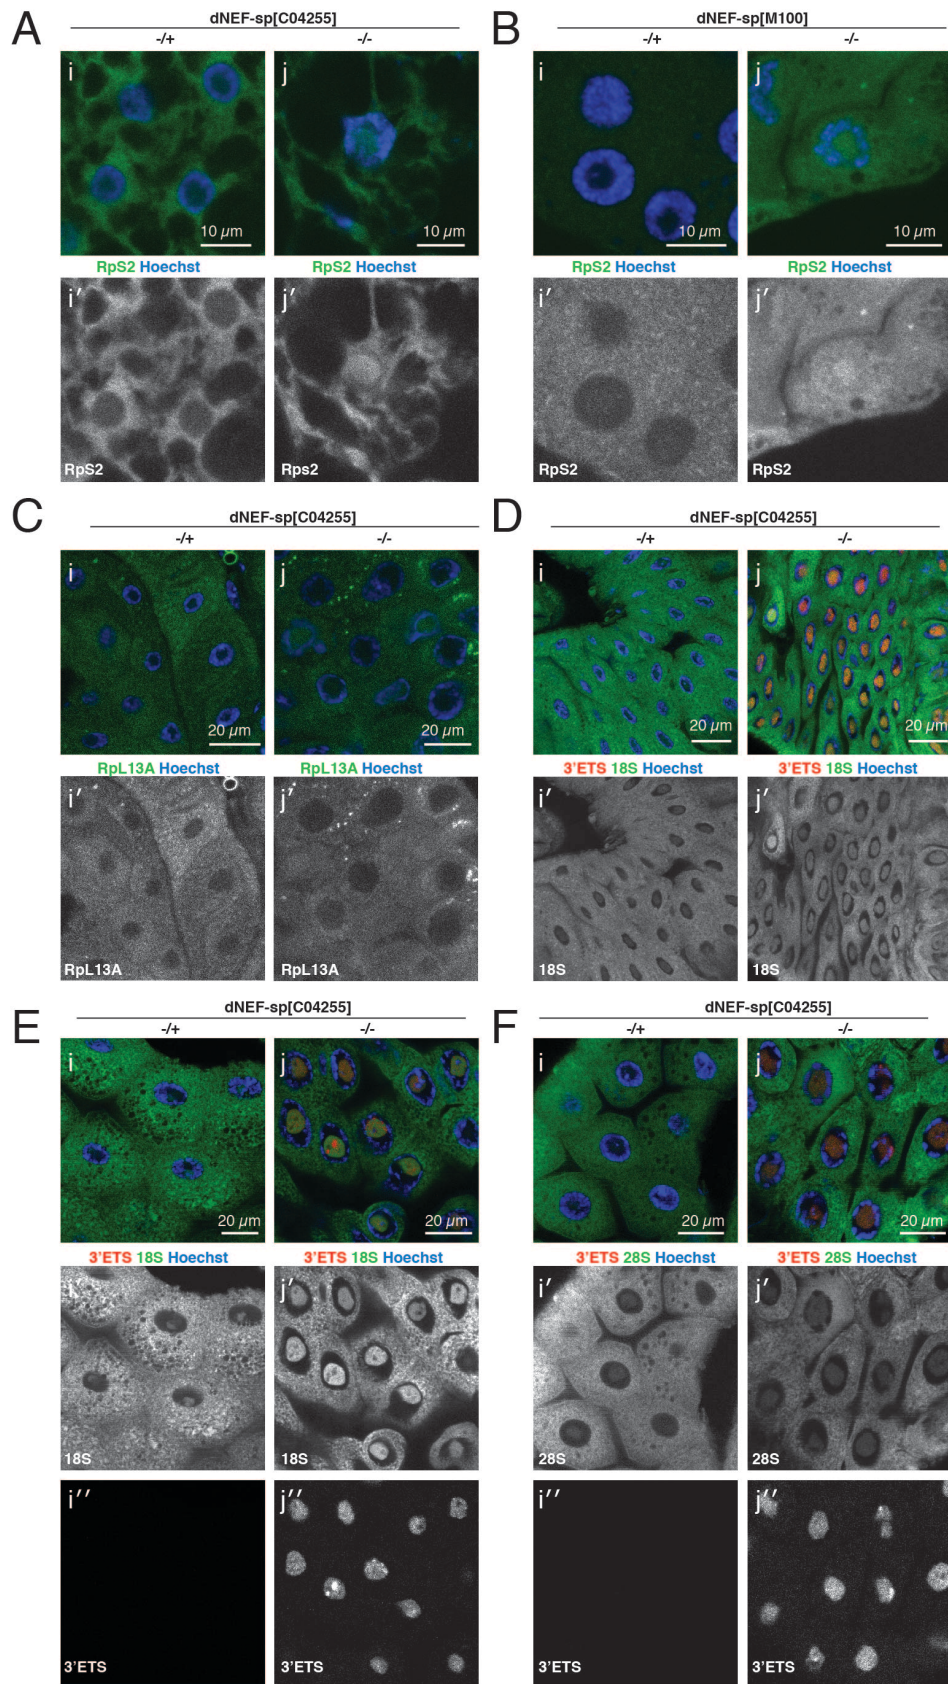 A
dNEF-sp[C04255]
-/+ -/-
i j
10 µm 10 µm
RpS2 Hoechst RpS2 Hoechst
i′ j′
RpS2 Rps2
B
dNEF-sp[M100]
-/+ -/-
i j
10 µm 10 µm
RpS2 Hoechst RpS2 Hoechst
i′ j′
RpS2 RpS2
C
dNEF-sp[C04255]
-/+ -/-
i j
20 µm 20 µm
RpL13A Hoechst RpL13A Hoechst
i′ j′
RpL13A RpL13A
D
dNEF-sp[C04255]
-/+ -/-
i j
20 µm 20 µm
3'ETS 18S Hoechst 3'ETS 18S Hoechst
i′ j′
18S 18S
E
dNEF-sp[C04255]
-/+ -/-
i j
20 µm 20 µm
3'ETS 18S Hoechst 3'ETS 18S Hoechst
i′ j′
18S 18S
i′′ j′′
3'ETS 3'ETS
F
dNEF-sp[C04255]
-/+ -/-
i j
20 µm 20 µm
3'ETS 28S Hoechst 3'ETS 28S Hoechst
i′ j′
28S 28S
i′′ j′′
3'ETS 3'ETS